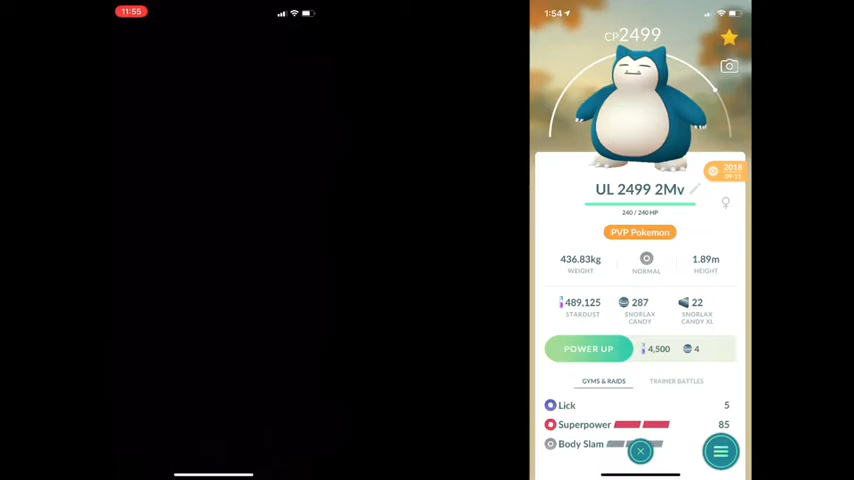 11:55
1:54
CP2499
2018
09-11
UL 2499 2Mv
240 / 240 HP
PVP Pokemon
436.83kg
WEIGHT
NORMAL
1.89m
HEIGHT
489,125
STARDUST
287
SNORLAX
CANDY
22
SNORLAX
CANDY XL
POWER UP
4,500
4
GYMS & RAIDS
TRAINER BATTLES
Lick
5
Superpower
85
Body Slam